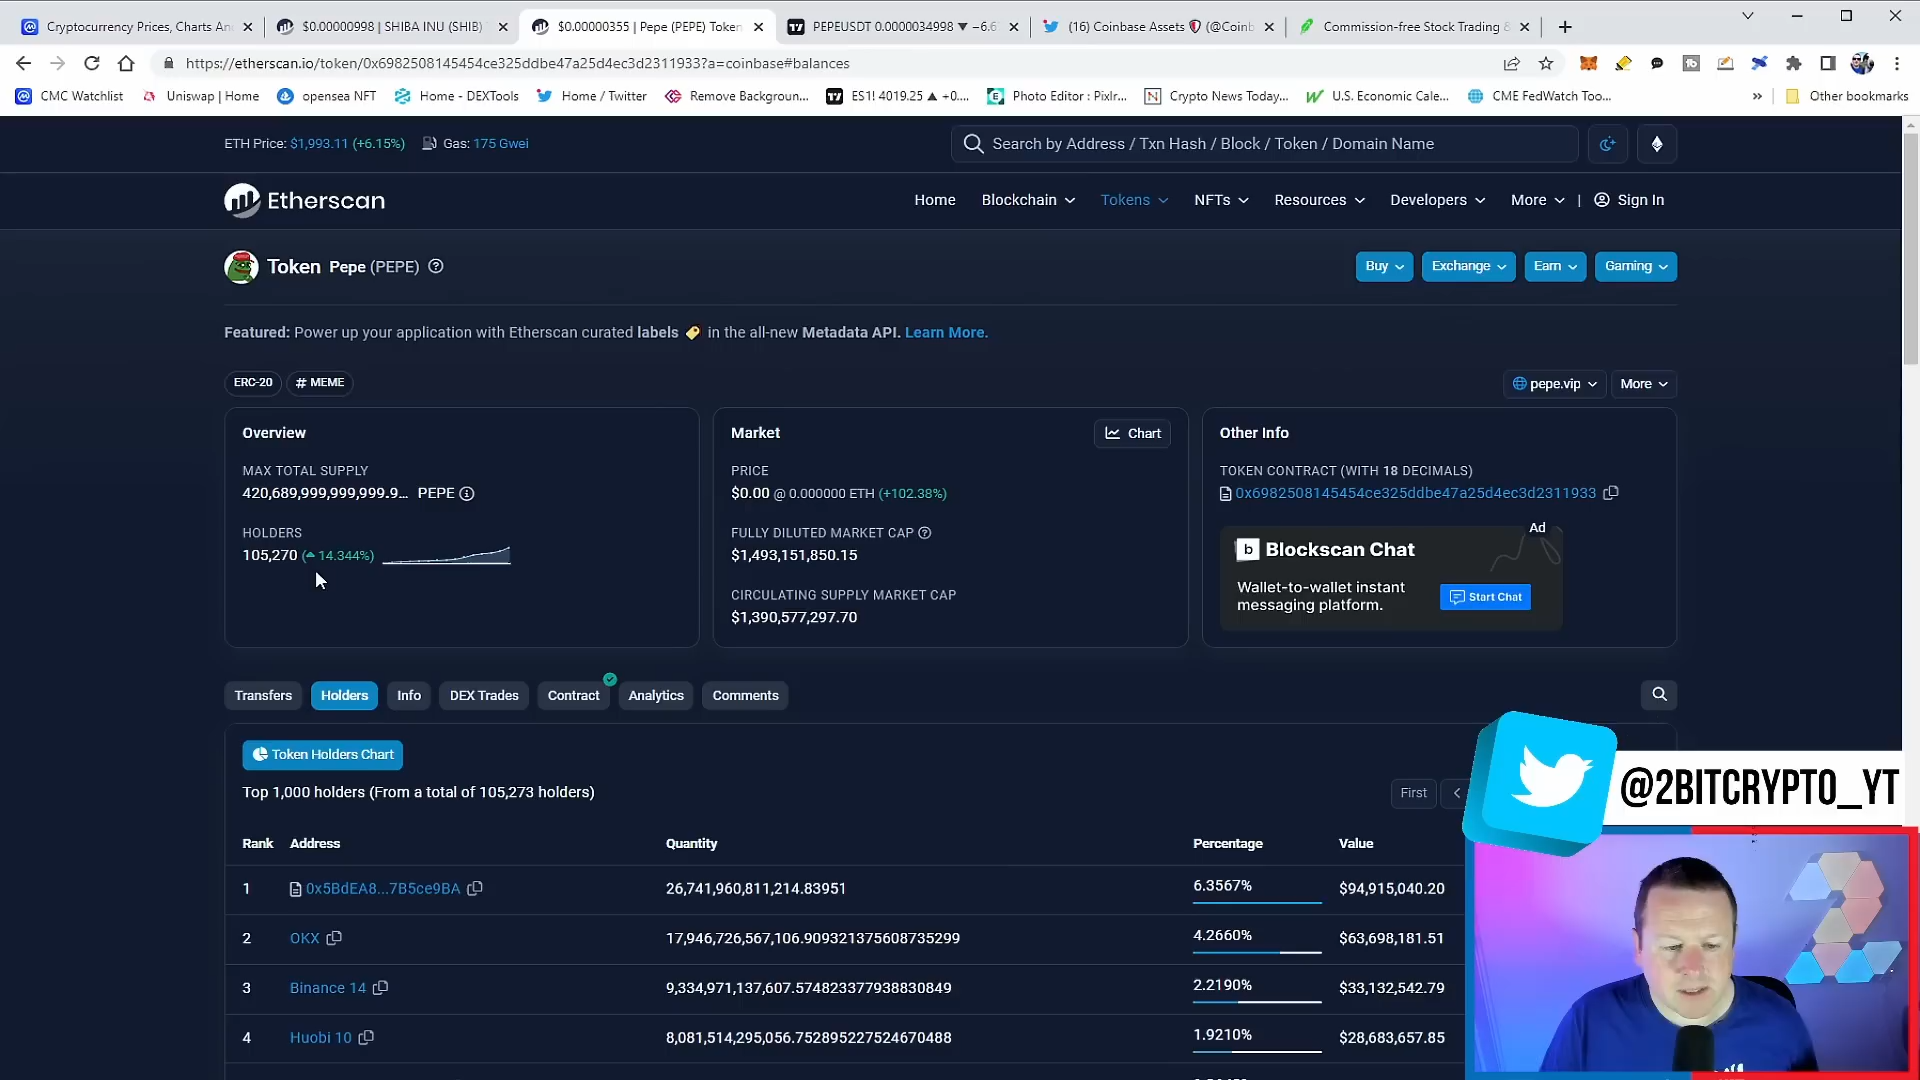 Cryptocurrency Prices, Charts An
$0.00000998 | SHIBA INU (SHIB)
$0.00000355 | Pepe (PEPE) Token
PEPEUSDT 0.0000034998 ▼ −6.6
(16) Coinbase Assets 🛡 (@Coinb
Commission-free Stock Trading &
https://etherscan.io/token/0x6982508145454ce325ddbe47a25d4ec3d2311933?a=coinbase#balances
CMC Watchlist
Uniswap | Home
opensea NFT
Home - DEXTools
Home / Twitter
Remove Backgroun...
ES1! 4019.25 ▲ +0....
Photo Editor : Pixlr...
Crypto News Today...
U.S. Economic Cale...
CME FedWatch Too...
»
Other bookmarks
ETH Price: $1,993.11 (+6.15%)
Gas: 175 Gwei
Search by Address / Txn Hash / Block / Token / Domain Name
Etherscan
Home
Blockchain
Tokens
NFTs
Resources
Developers
More
|
Sign In
Token Pepe (PEPE)
Buy
Exchange
Earn
Gaming
Featured: Power up your application with Etherscan curated labels 🏷 in the all-new Metadata API. Learn More.
ERC-20
# MEME
pepe.vip
More
Overview
MAX TOTAL SUPPLY
420,689,999,999,999.9... PEPE
HOLDERS
105,270 (▲ 14.344%)
Market
Chart
PRICE
$0.00 @ 0.000000 ETH (+102.38%)
FULLY DILUTED MARKET CAP
$1,493,151,850.15
CIRCULATING SUPPLY MARKET CAP
$1,390,577,297.70
Other Info
TOKEN CONTRACT (WITH 18 DECIMALS)
0x6982508145454ce325ddbe47a25d4ec3d2311933
Ad
b Blockscan Chat
Wallet-to-wallet instant
messaging platform.
Start Chat
Transfers
Holders
Info
DEX Trades
Contract
Analytics
Comments
Token Holders Chart
Top 1,000 holders (From a total of 105,273 holders)
First
<
@2BITCRYPTO_YT
Rank Address Quantity Percentage Value
1 0x5BdEA8...7B5ce9BA 26,741,960,811,214.83951 6.3567% $94,915,040.20
2 OKX 17,946,726,567,106.909321375608735299 4.2660% $63,698,181.51
3 Binance 14 9,334,971,137,607.574823377938830849 2.2190% $33,132,542.79
4 Huobi 10 8,081,514,295,056.752895227524670488 1.9210% $28,683,657.85